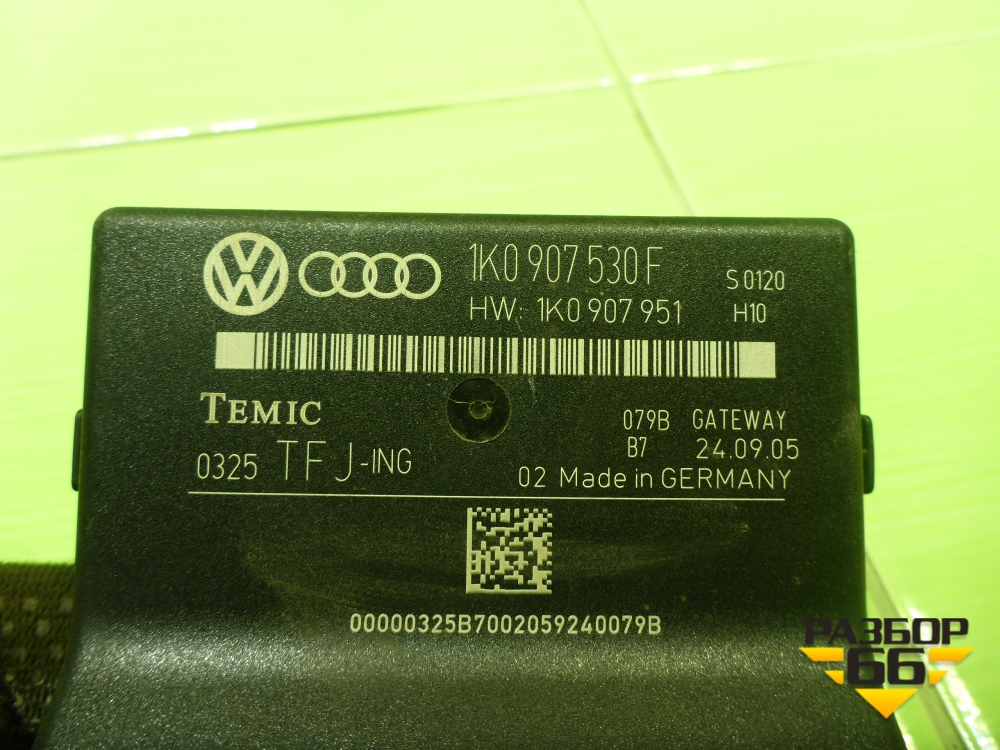 1K0 907 530 F
S 0120
HW: 1K0 907 951
H10
TEMIC
079B GATEWAY
B7 24.09.05
0325 TF J-ING
02 Made in GERMANY
00000325B7002059240079B
РАЗБОР
66